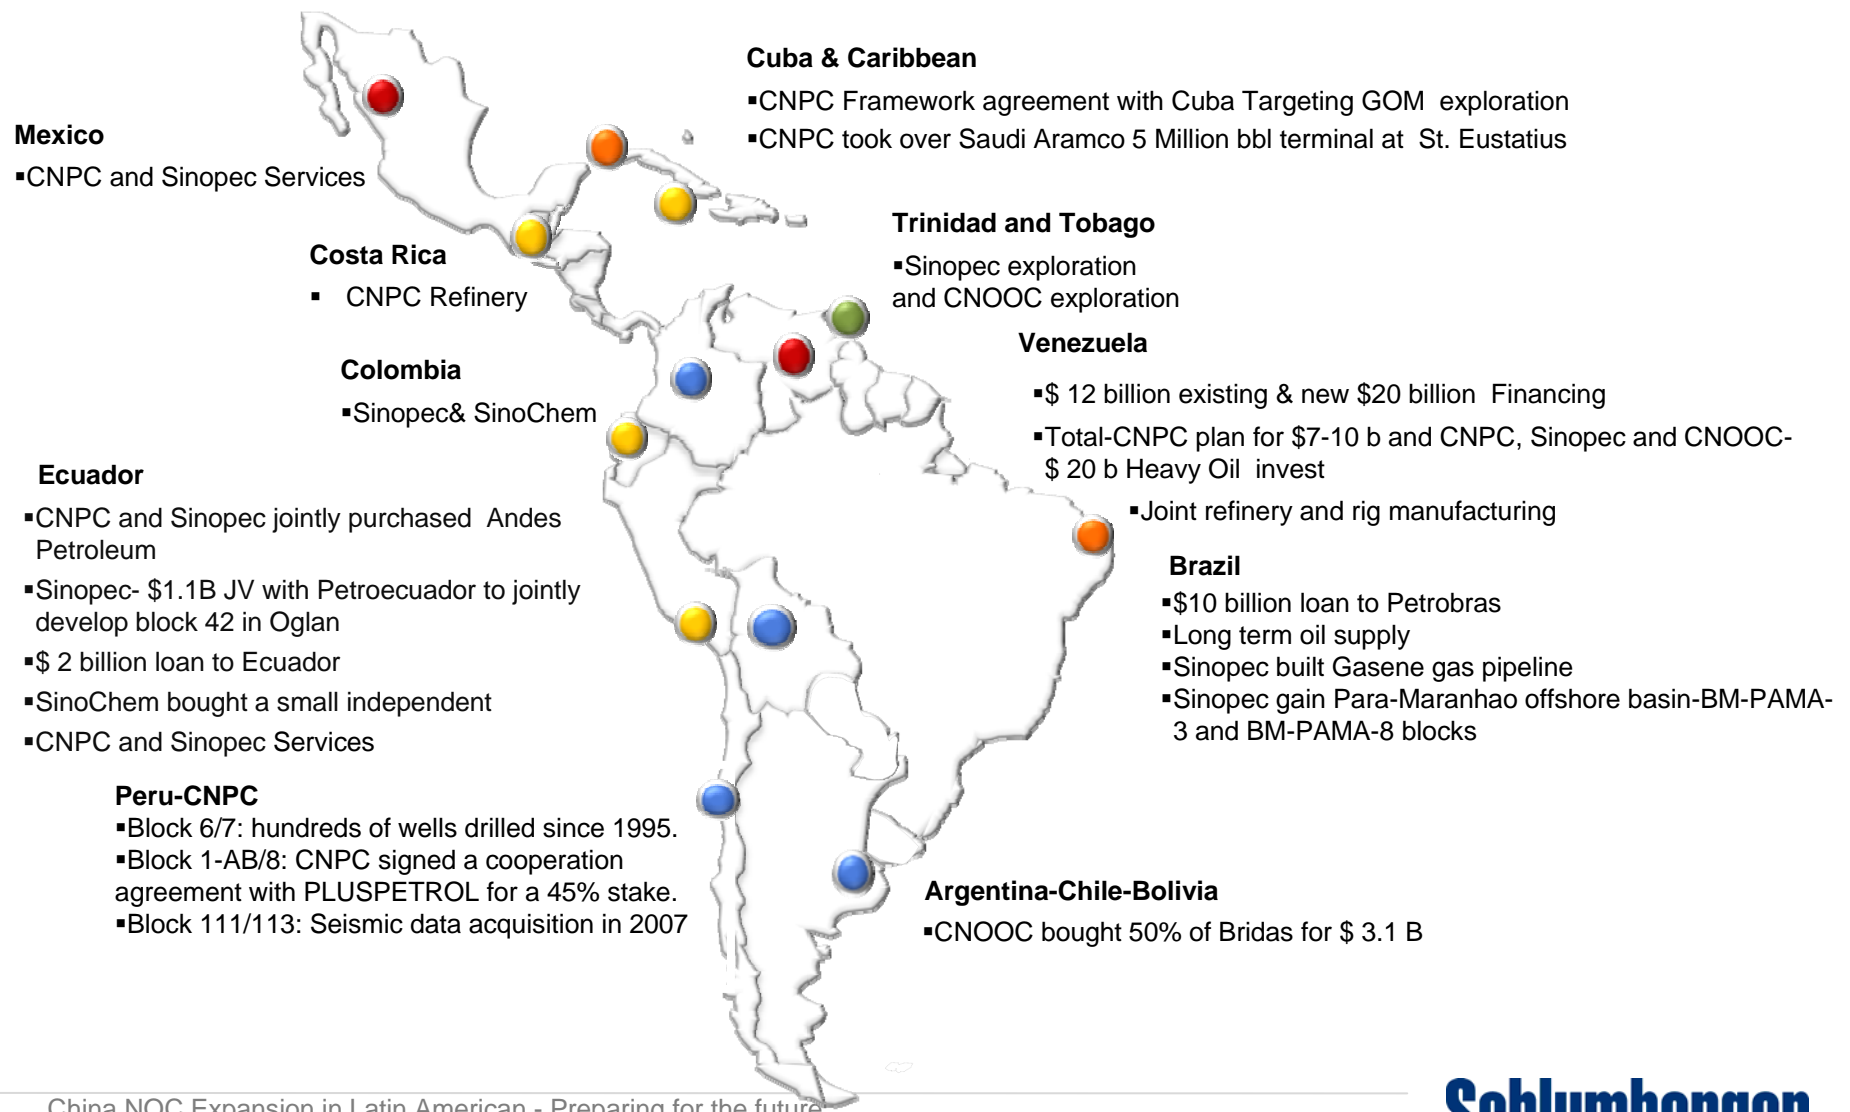 Cuba & Caribbean
▪CNPC Framework agreement with Cuba Targeting GOM exploration
▪CNPC took over Saudi Aramco 5 Million bbl terminal at St. Eustatius
Mexico
▪CNPC and Sinopec Services
Trinidad and Tobago
▪Sinopec exploration
and CNOOC exploration
Costa Rica
▪ CNPC Refinery
Venezuela
▪$ 12 billion existing & new $20 billion Financing
▪Total-CNPC plan for $7-10 b and CNPC, Sinopec and CNOOC-
$ 20 b Heavy Oil invest
▪Joint refinery and rig manufacturing
Colombia
▪Sinopec& SinoChem
Ecuador
▪CNPC and Sinopec jointly purchased Andes
Petroleum
▪Sinopec- $1.1B JV with Petroecuador to jointly
develop block 42 in Oglan
▪$ 2 billion loan to Ecuador
▪SinoChem bought a small independent
▪CNPC and Sinopec Services
Brazil
▪$10 billion loan to Petrobras
▪Long term oil supply
▪Sinopec built Gasene gas pipeline
▪Sinopec gain Para-Maranhao offshore basin-BM-PAMA-
3 and BM-PAMA-8 blocks
Peru-CNPC
▪Block 6/7: hundreds of wells drilled since 1995.
▪Block 1-AB/8: CNPC signed a cooperation
agreement with PLUSPETROL for a 45% stake.
▪Block 111/113: Seismic data acquisition in 2007
Argentina-Chile-Bolivia
▪CNOOC bought 50% of Bridas for $ 3.1 B
China NOC Expansion in Latin American - Preparing for the future
Schlumberger